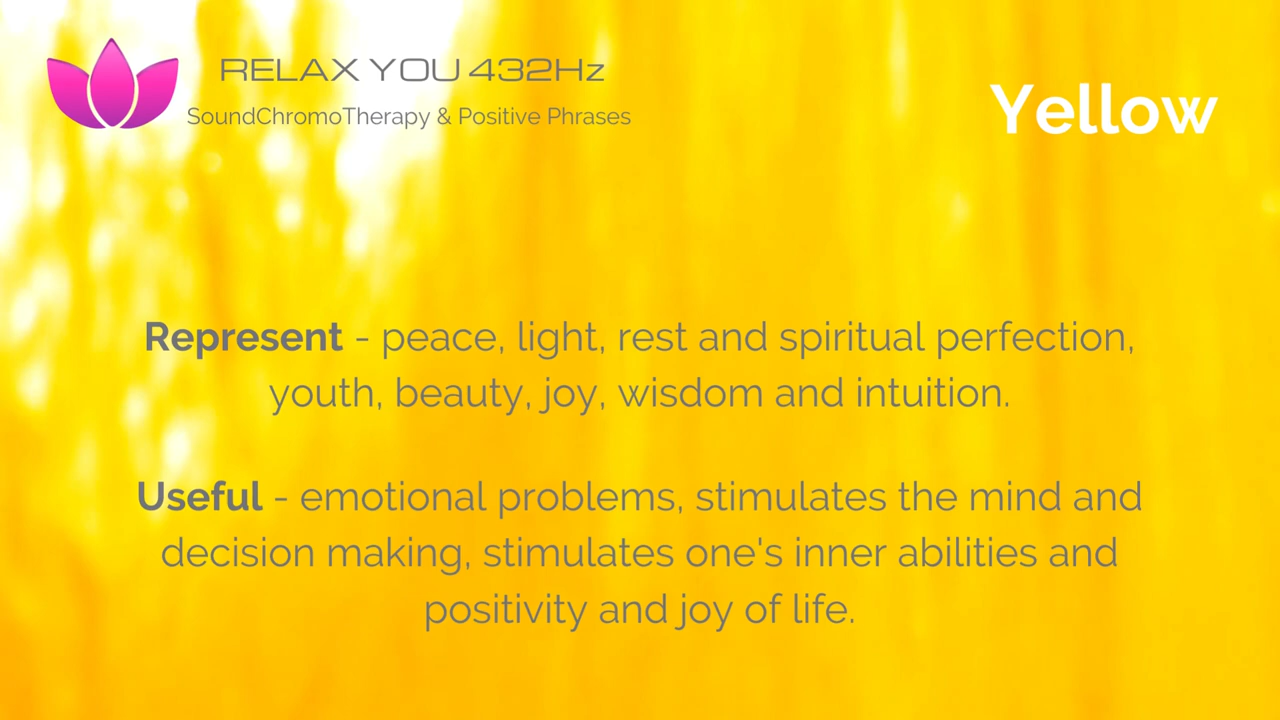 RELAX YOU 432Hz
SoundChromoTherapy & Positive Phrases
Yellow
Represent - peace, light, rest and spiritual perfection,
youth, beauty, joy, wisdom and intuition.
Useful - emotional problems, stimulates the mind and
decision making, stimulates one's inner abilities and
positivity and joy of life.